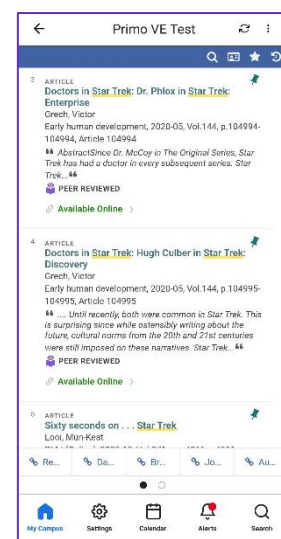 Primo VE Test
3 ARTICLE
Doctors in Star Trek: Dr. Phlox in Star Trek:
Enterprise
Grech, Victor
Early human development, 2020-05, Vol.144, p.104994-
104994, Article 104994
AbstractSince Dr. McCoy in The Original Series, Star
Trek has had a doctor in every subsequent series. Star
Trek...
PEER REVIEWED
Available Online
4 ARTICLE
Doctors in Star Trek: Hugh Culber in Star Trek:
Discovery
Grech, Victor
Early human development, 2020-05, Vol.144, p.104995-
104995, Article 104995
.... Until recently, both were common in Star Trek. This
is surprising since while ostensibly writing about the
future, cultural norms from the 20th and 21st centuries
were still imposed on these narratives. Star Trek...
PEER REVIEWED
Available Online
5 ARTICLE
Sixty seconds on . . . Star Trek
Looi, Mun-Keat
Re... Da... Br... Jo... Au...
My Campus Settings Calendar Alerts Search